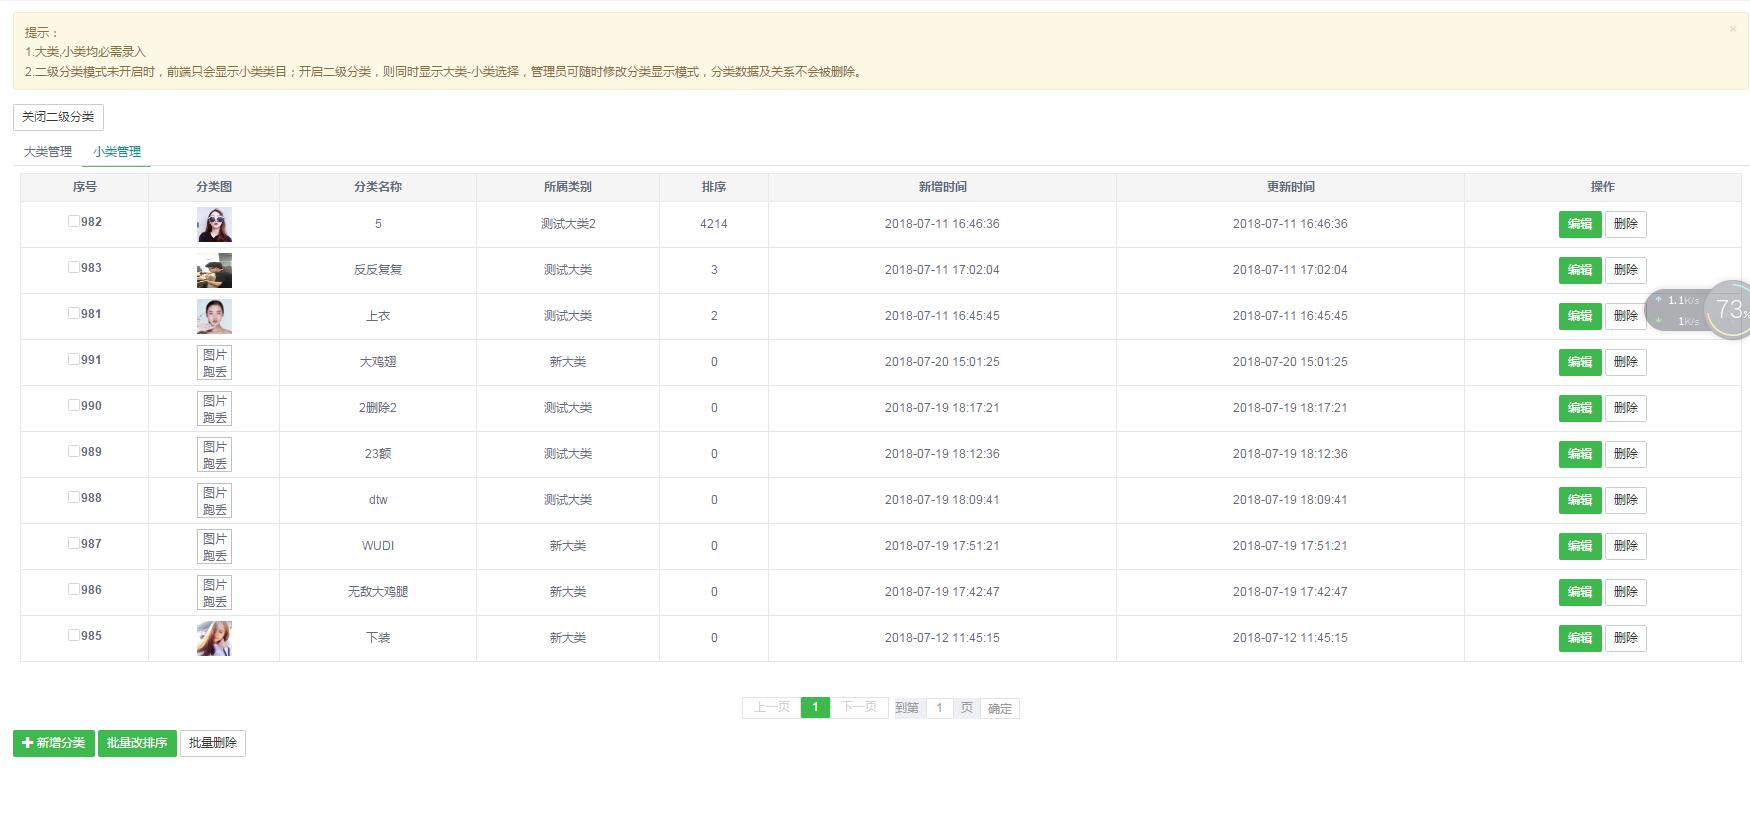 提示：
×
1.大类,小类均必需录入
2.二级分类模式未开启时，前端只会显示小类类目；开启二级分类，则同时显示大类-小类选择，管理员可随时修改分类显示模式，分类数据及关系不会被删除。
关闭二级分类
大类管理 小类管理
序号 分类图 分类名称 所属类别 排序 新增时间 更新时间 操作
982 5 测试大类2 4214 2018-07-11 16:46:36 2018-07-11 16:46:36 编辑 删除
983 反反复复 测试大类 3 2018-07-11 17:02:04 2018-07-11 17:02:04 编辑 删除
981 上衣 测试大类 2 2018-07-11 16:45:45 2018-07-11 16:45:45 编辑 删除
1.1K/s
1K/s
73%
991 图片跑丢 大鸡翅 新大类 0 2018-07-20 15:01:25 2018-07-20 15:01:25 编辑 删除
990 图片跑丢 2删除2 测试大类 0 2018-07-19 18:17:21 2018-07-19 18:17:21 编辑 删除
989 图片跑丢 23额 测试大类 0 2018-07-19 18:12:36 2018-07-19 18:12:36 编辑 删除
988 图片跑丢 dtw 测试大类 0 2018-07-19 18:09:41 2018-07-19 18:09:41 编辑 删除
987 图片跑丢 WUDI 新大类 0 2018-07-19 17:51:21 2018-07-19 17:51:21 编辑 删除
986 图片跑丢 无敌大鸡腿 新大类 0 2018-07-19 17:42:47 2018-07-19 17:42:47 编辑 删除
985 下装 新大类 0 2018-07-12 11:45:15 2018-07-12 11:45:15 编辑 删除
上一页 1 下一页 到第 1 页 确定
新增分类 批量改排序 批量删除